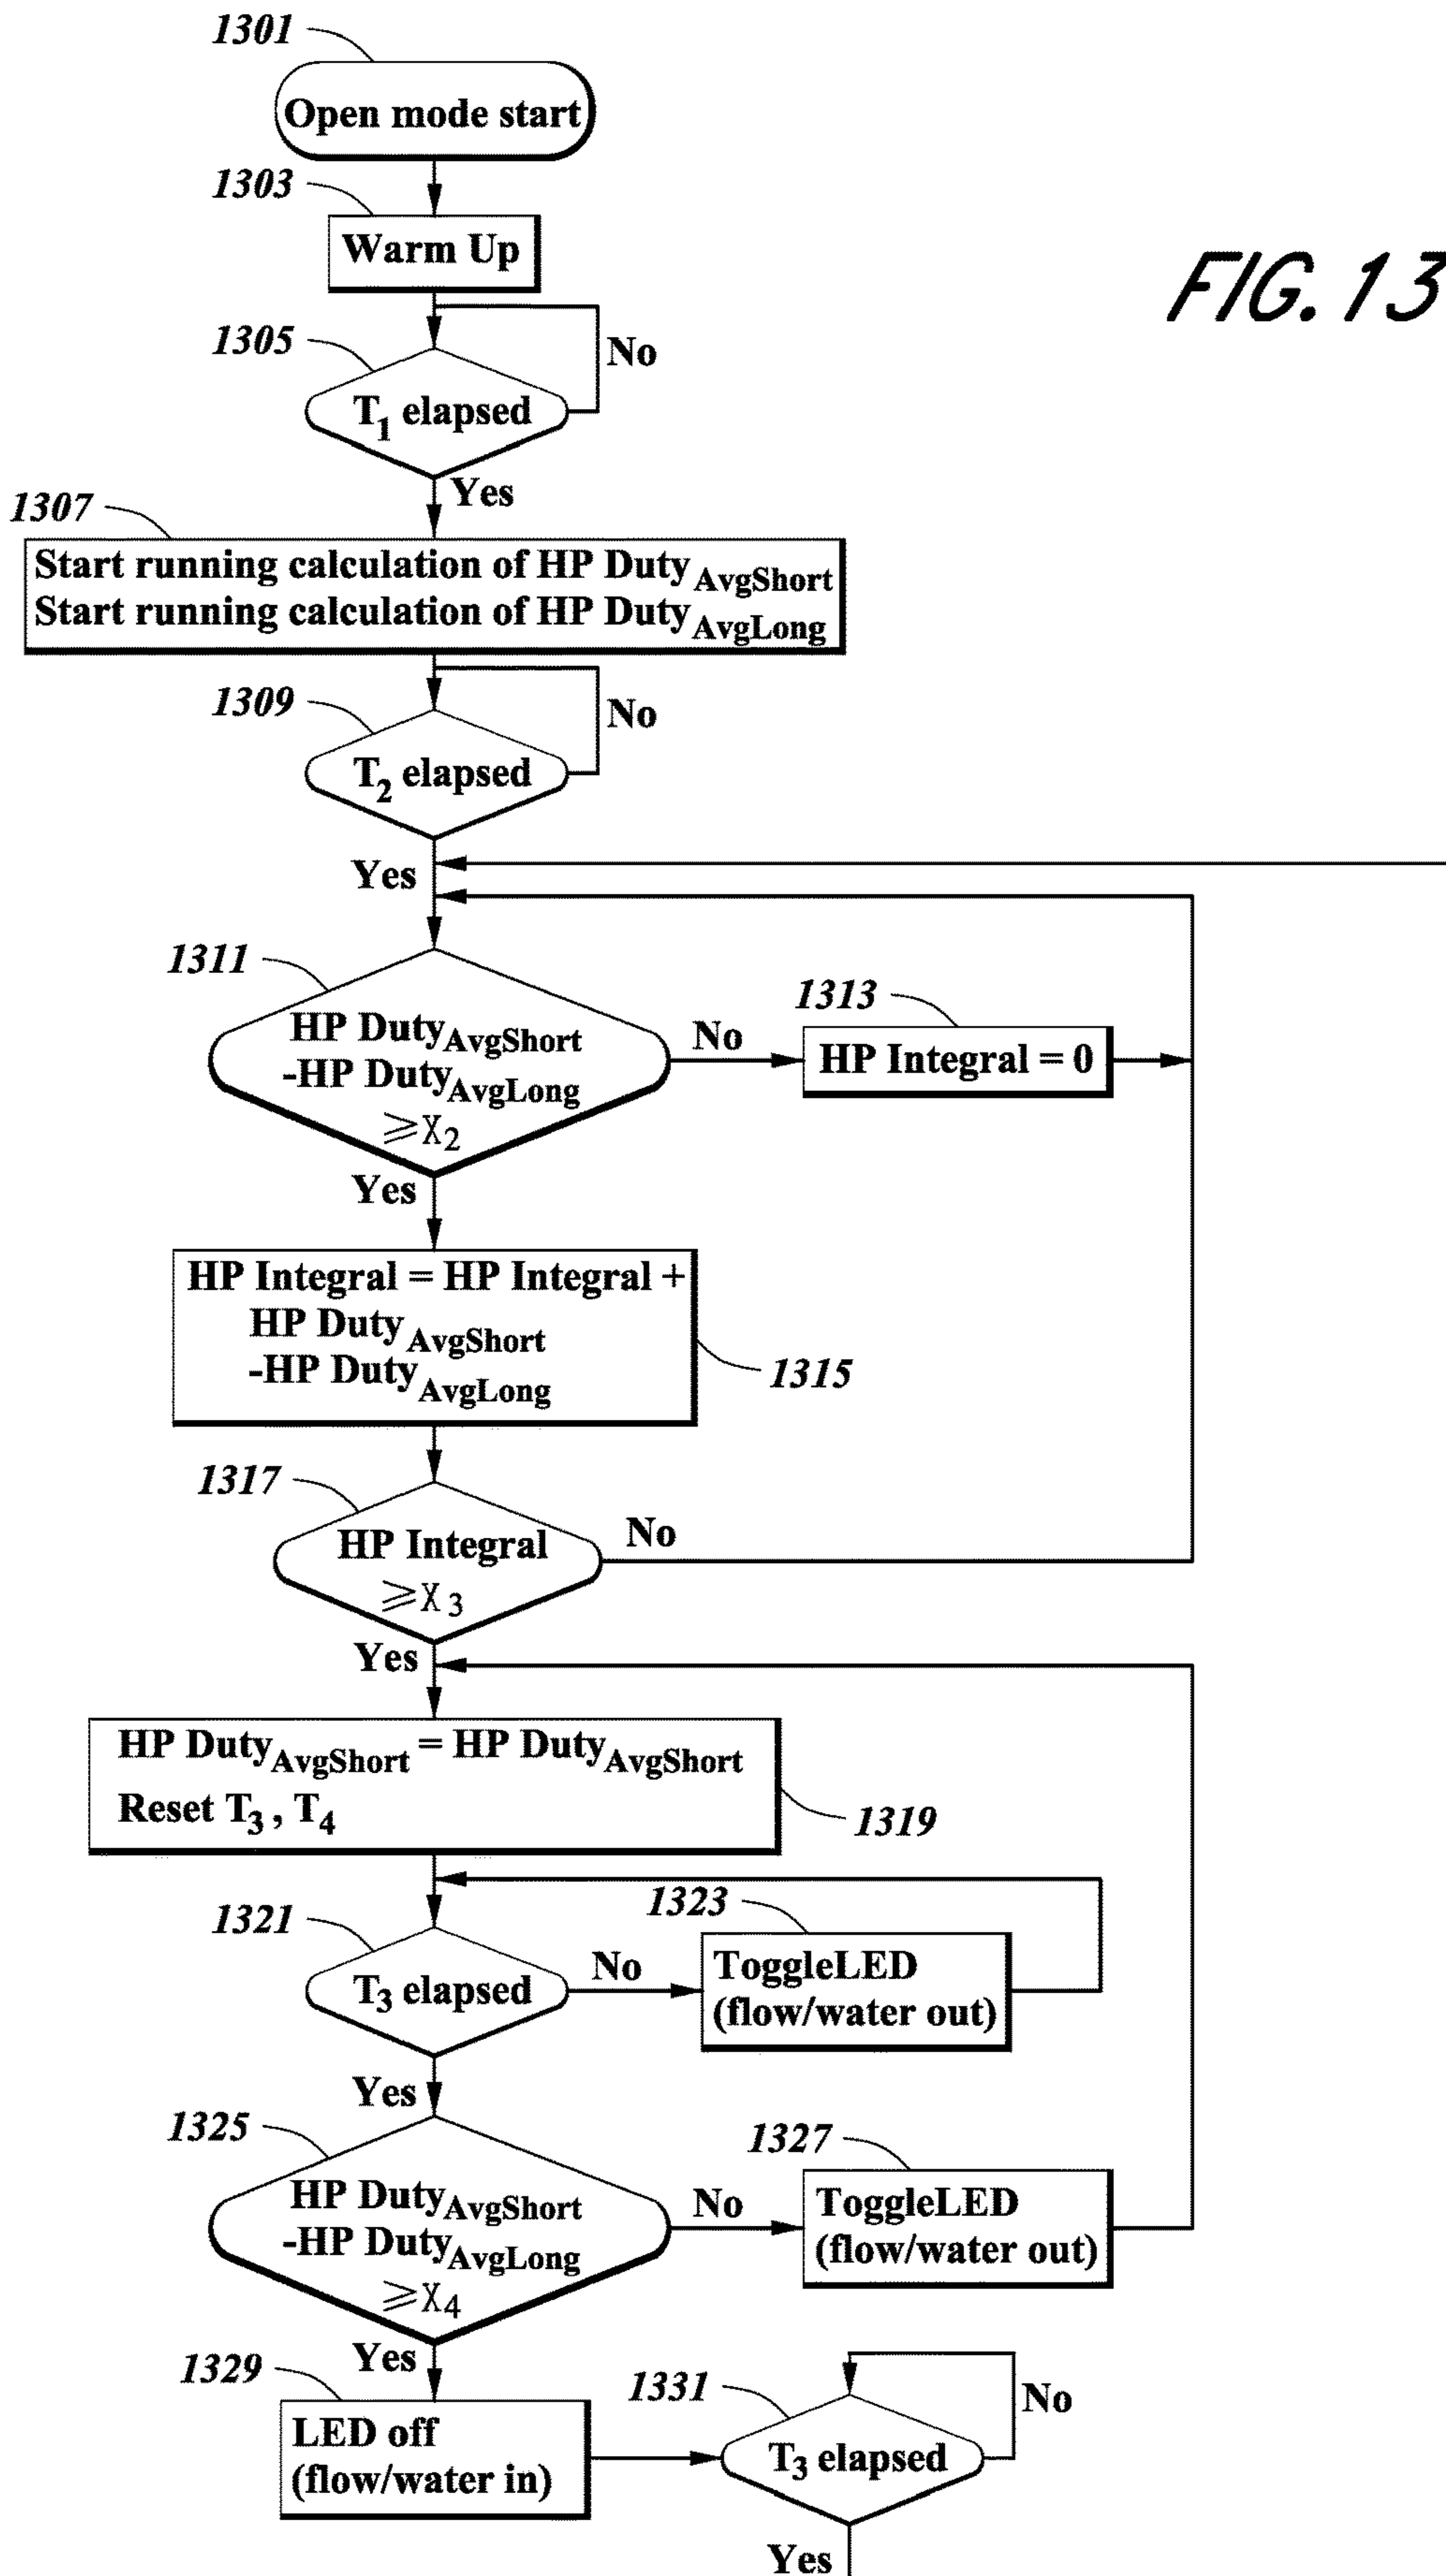 1301
Open mode start
1303
Warm Up
FIG. 13
1305
No
T1 elapsed
Yes
1307
Start running calculation of HP DutyAvgShort
Start running calculation of HP DutyAvgLong
1309
No
T2 elapsed
Yes
1311
HP DutyAvgShort
-HP DutyAvgLong
≥X2
No
1313
HP Integral = 0
Yes
HP Integral = HP Integral +
HP DutyAvgShort
-HP DutyAvgLong
1315
1317
HP Integral
≥X3
No
Yes
HP DutyAvgShort = HP DutyAvgShort
Reset T3 , T4
1319
1321
T3 elapsed
No
1323
ToggleLED
(flow/water out)
Yes
1325
HP DutyAvgShort
-HP DutyAvgLong
≥X4
No
1327
ToggleLED
(flow/water out)
Yes
1329
LED off
(flow/water in)
1331
No
T3 elapsed
Yes